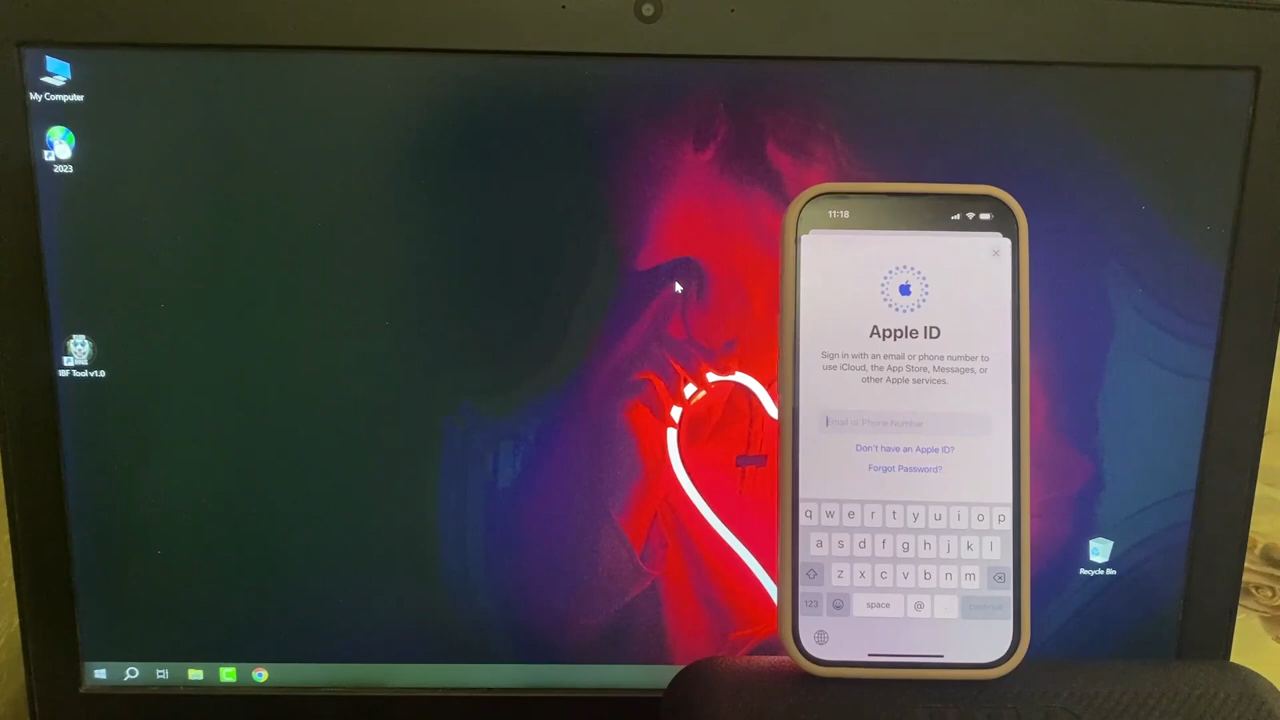 My Computer
2023
IBF Tool v1.0
Recycle Bin
11:18
Apple ID
Sign in with an email or phone number to
use iCloud, the App Store, Messages, or
other Apple services.
Email or Phone Number
Don't have an Apple ID?
Forgot Password?
q w e r t y u i o p
a s d f g h j k l
z x c v b n m
123 space @ . continue